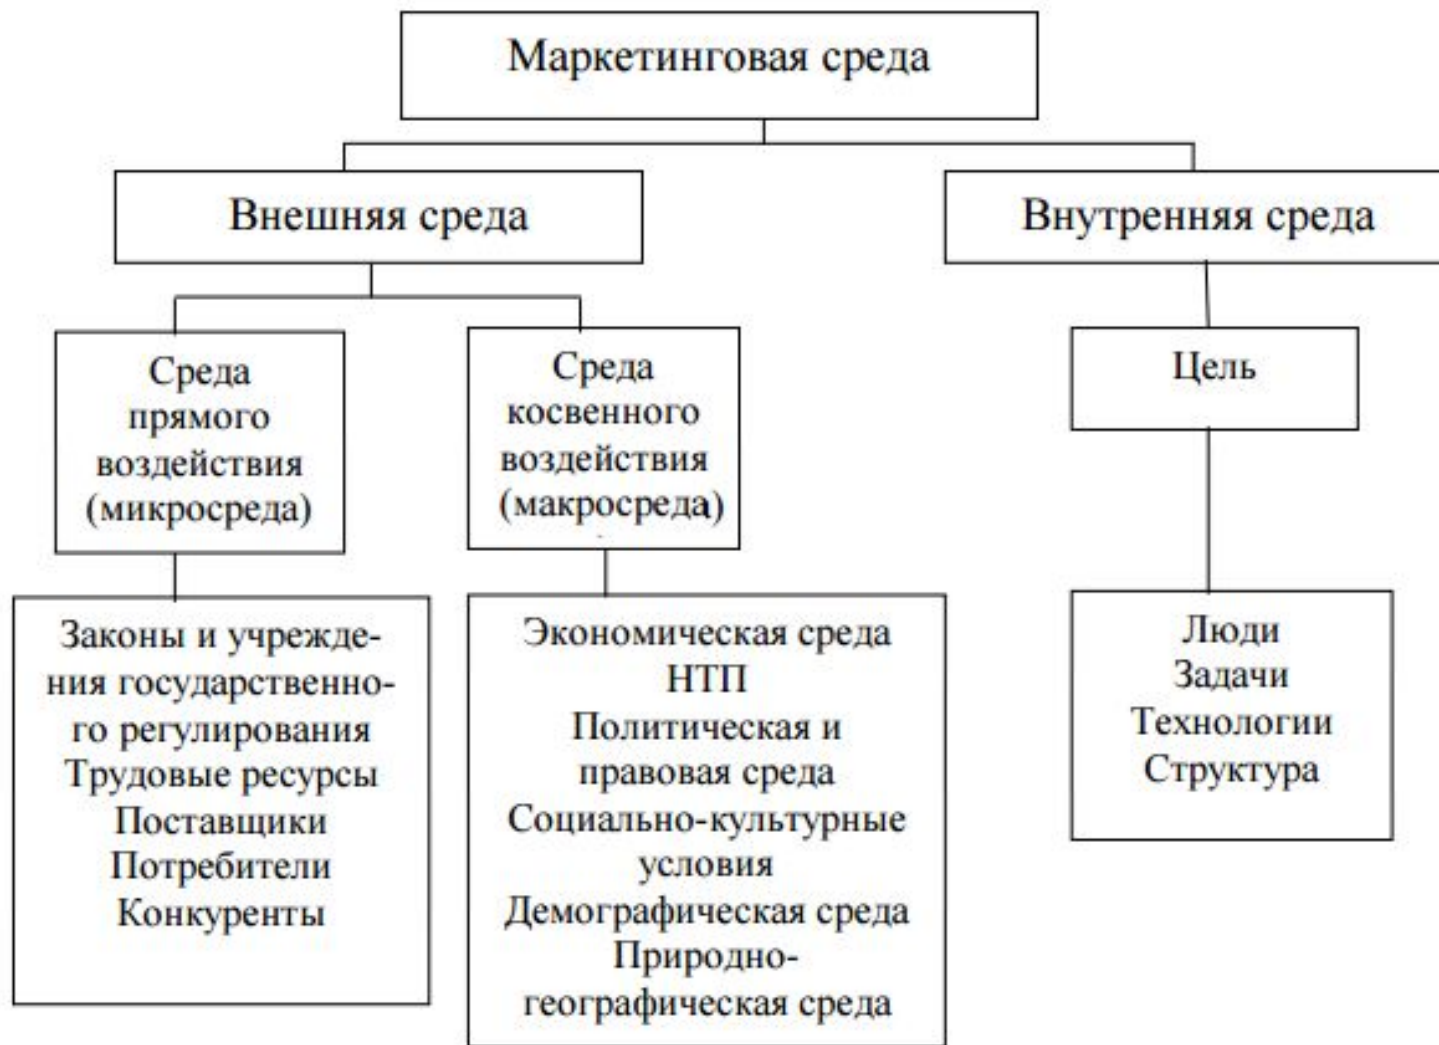 Маркетинговая среда
Внешняя среда
Внутренняя среда
Среда
прямого
воздействия
(микросреда)
Среда
косвенного
воздействия
(макросреда)
Цель
Законы и учрежде-
ния государственно-
го регулирования
Трудовые ресурсы
Поставщики
Потребители
Конкуренты
Экономическая среда
НТП
Политическая и
правовая среда
Социально-культурные
условия
Демографическая среда
Природно-
географическая среда
Люди
Задачи
Технологии
Структура